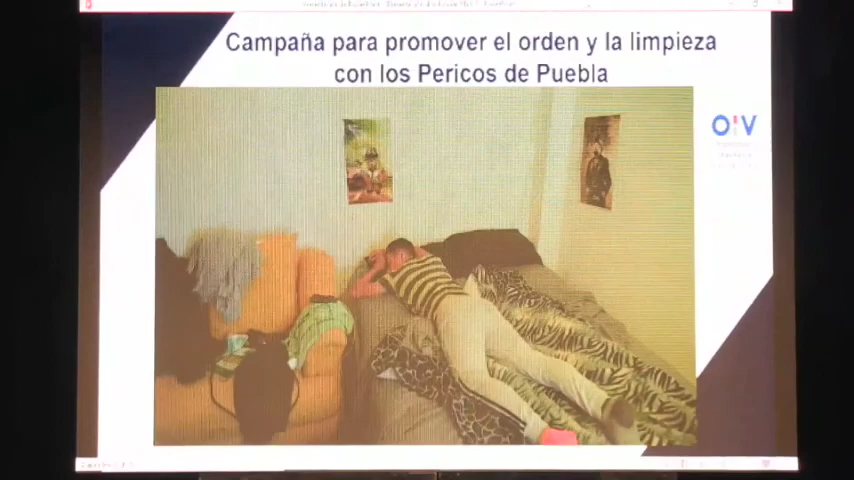 Campaña para promover el orden y la limpieza
con los Pericos de Puebla
OIV